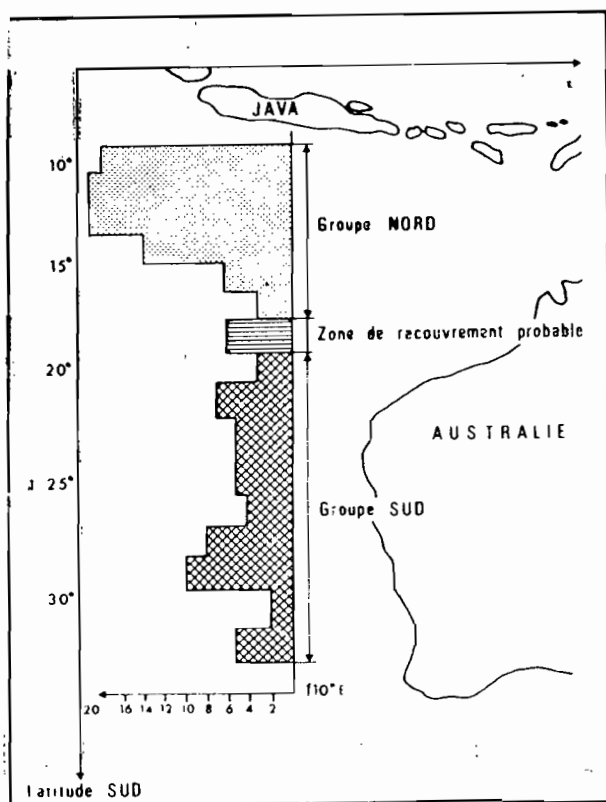 JAVA
10°
Groupe NORD
15°
Zone de recouvrement probable
20°
AUSTRALIE
25°
Groupe SUD
30°
110°E
20 16 14 12 10 8 6 4 2
Latitude SUD